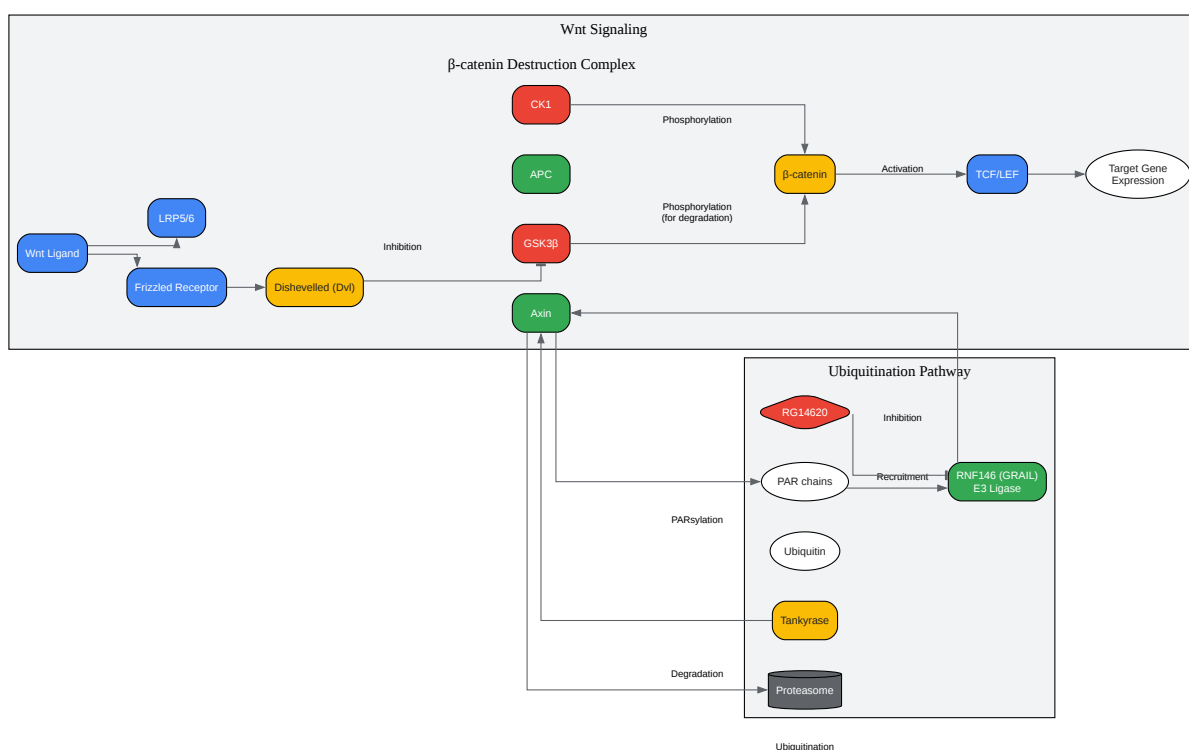 Wnt Signaling
β-catenin Destruction Complex
CK1
Phosphorylation
APC
β-catenin
Activation
TCF/LEF
Target Gene
Expression
LRP5/6
Phosphorylation
(for degradation)
Wnt Ligand
Inhibition
GSK3β
Frizzled Receptor
Dishevelled (Dvl)
Axin
Ubiquitination Pathway
RG14620
Inhibition
PAR chains
Recruitment
RNF146 (GRAIL)
E3 Ligase
PARsylation
Ubiquitin
Tankyrase
Degradation
Proteasome
Ubiquitination